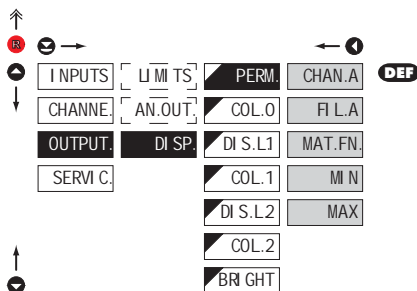 R
DEF
INPUTS LIMITS PERM. CHAN.A
CHANNE. AN.OUT. COL.0 FIL.A
OUTPUT. DISP. DIS.L1 MAT.FN.
SERVIC. COL.1 MIN
DIS.L2 MAX
COL.2
BRIGHT